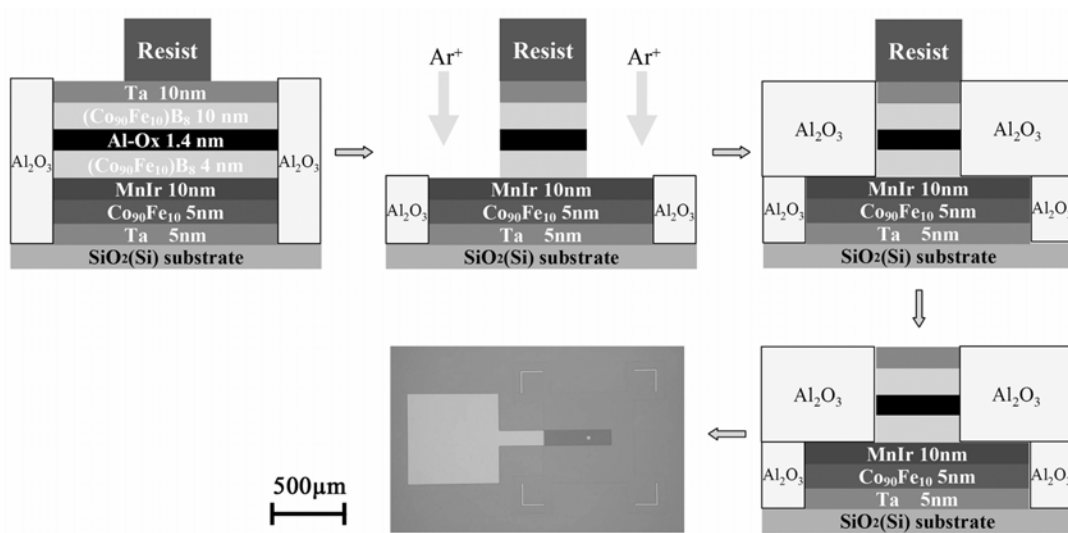 Resist
Ta 10nm
(Co₉₀Fe₁₀)B₈ 10 nm
Al-Ox 1.4 nm
(Co₉₀Fe₁₀)B₈ 4 nm
MnIr 10nm
Co₉₀Fe₁₀ 5nm
Ta 5nm
SiO₂(Si) substrate
Al₂O₃
Al₂O₃
Resist
Ar⁺
Ar⁺
MnIr 10nm
Co₉₀Fe₁₀ 5nm
Ta 5nm
SiO₂(Si) substrate
Al₂O₃
Al₂O₃
Resist
Al₂O₃
Al₂O₃
MnIr 10nm
Co₉₀Fe₁₀ 5nm
Ta 5nm
SiO₂(Si) substrate
Al₂O₃
Al₂O₃
Al₂O₃
Al₂O₃
MnIr 10nm
Co₉₀Fe₁₀ 5nm
Ta 5nm
SiO₂(Si) substrate
Al₂O₃
Al₂O₃
500μm